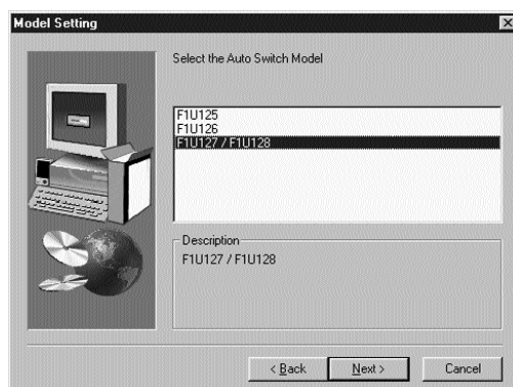 Model Setting
Select the Auto Switch Model
F1U125
F1U126
F1U127 / F1U128
Description
F1U127 / F1U128
< Back
Next >
Cancel